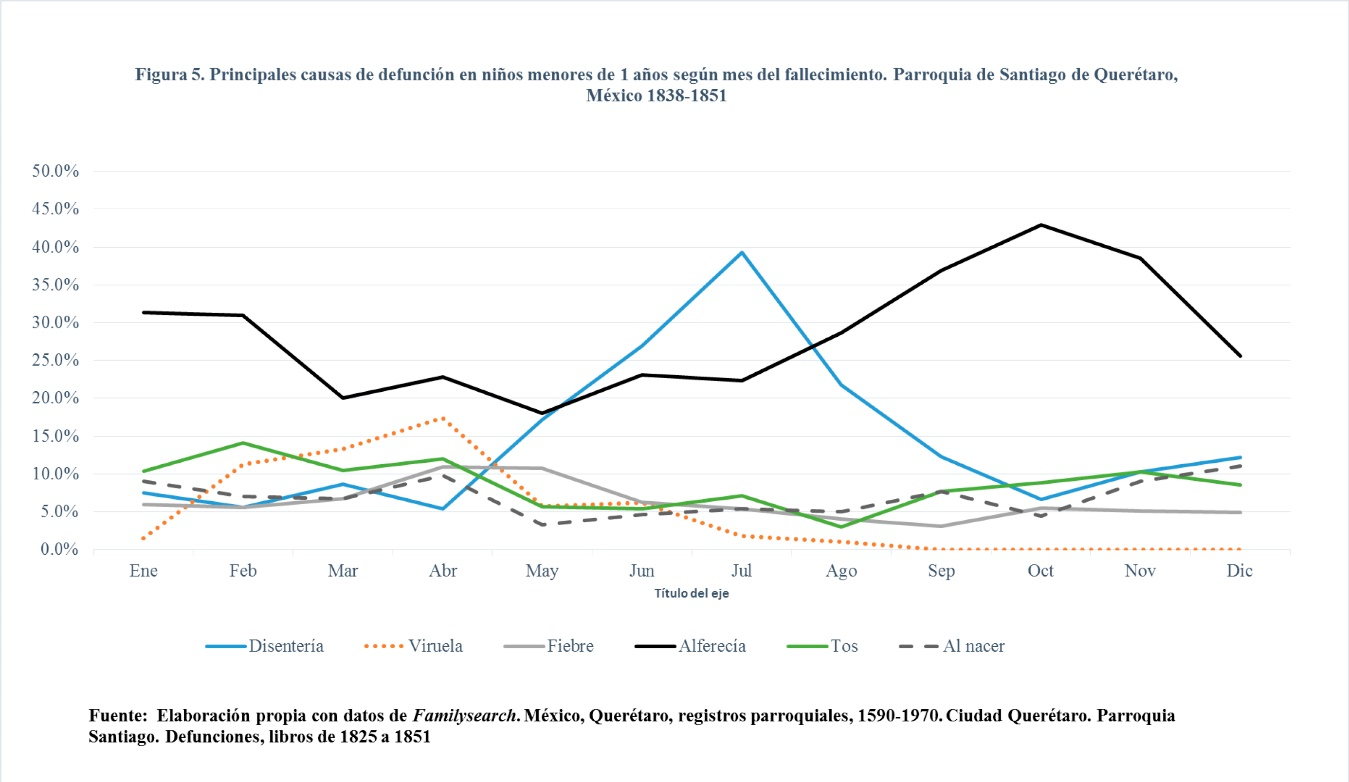 Figura 5. Principales causas de defunción en niños menores de 1 años según mes del fallecimiento. Parroquia de Santiago de Querétaro,
México 1838-1851
50.0%
45.0%
40.0%
35.0%
30.0%
25.0%
20.0%
15.0%
10.0%
5.0%
0.0%
Ene Feb Mar Abr May Jun Jul Ago Sep Oct Nov Dic
Título del eje
Disentería Viruela Fiebre Alferecía Tos Al nacer
Fuente: Elaboración propia con datos de Familysearch. México, Querétaro, registros parroquiales, 1590-1970. Ciudad Querétaro. Parroquia
Santiago. Defunciones, libros de 1825 a 1851